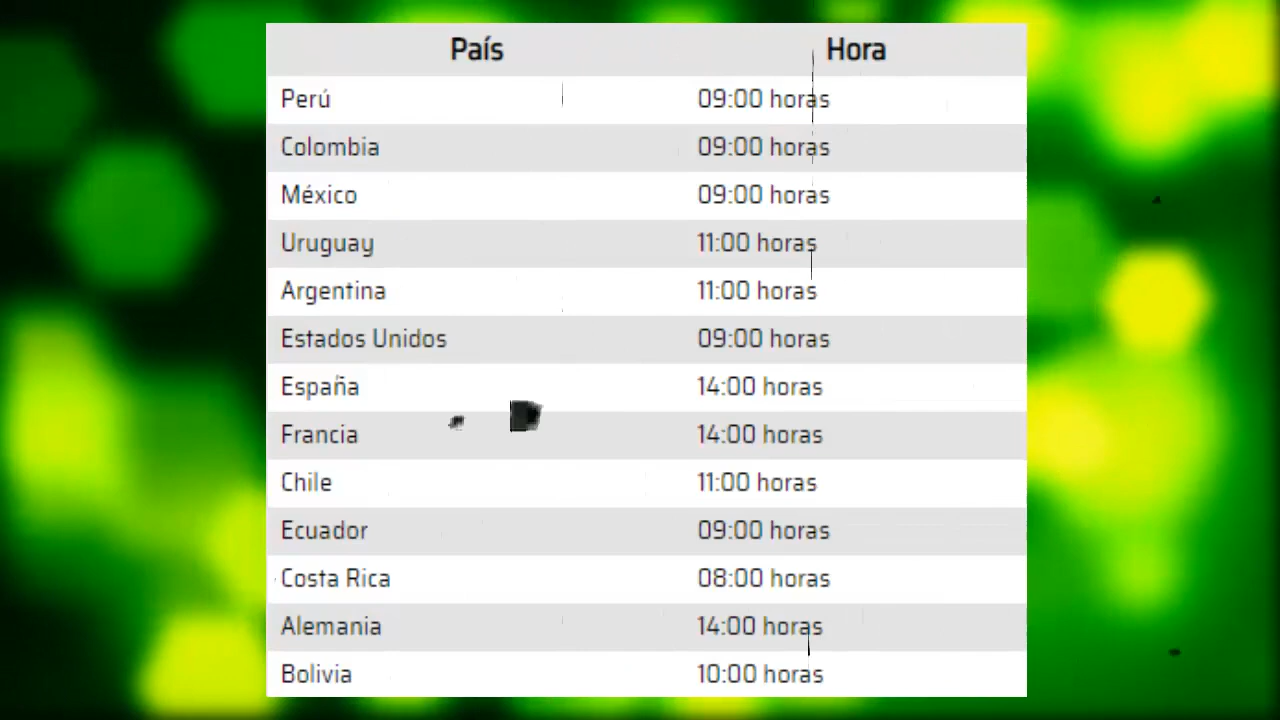 País Hora
Perú 09:00 horas
Colombia 09:00 horas
México 09:00 horas
Uruguay 11:00 horas
Argentina 11:00 horas
Estados Unidos 09:00 horas
España 14:00 horas
Francia 14:00 horas
Chile 11:00 horas
Ecuador 09:00 horas
Costa Rica 08:00 horas
Alemania 14:00 horas
Bolivia 10:00 horas